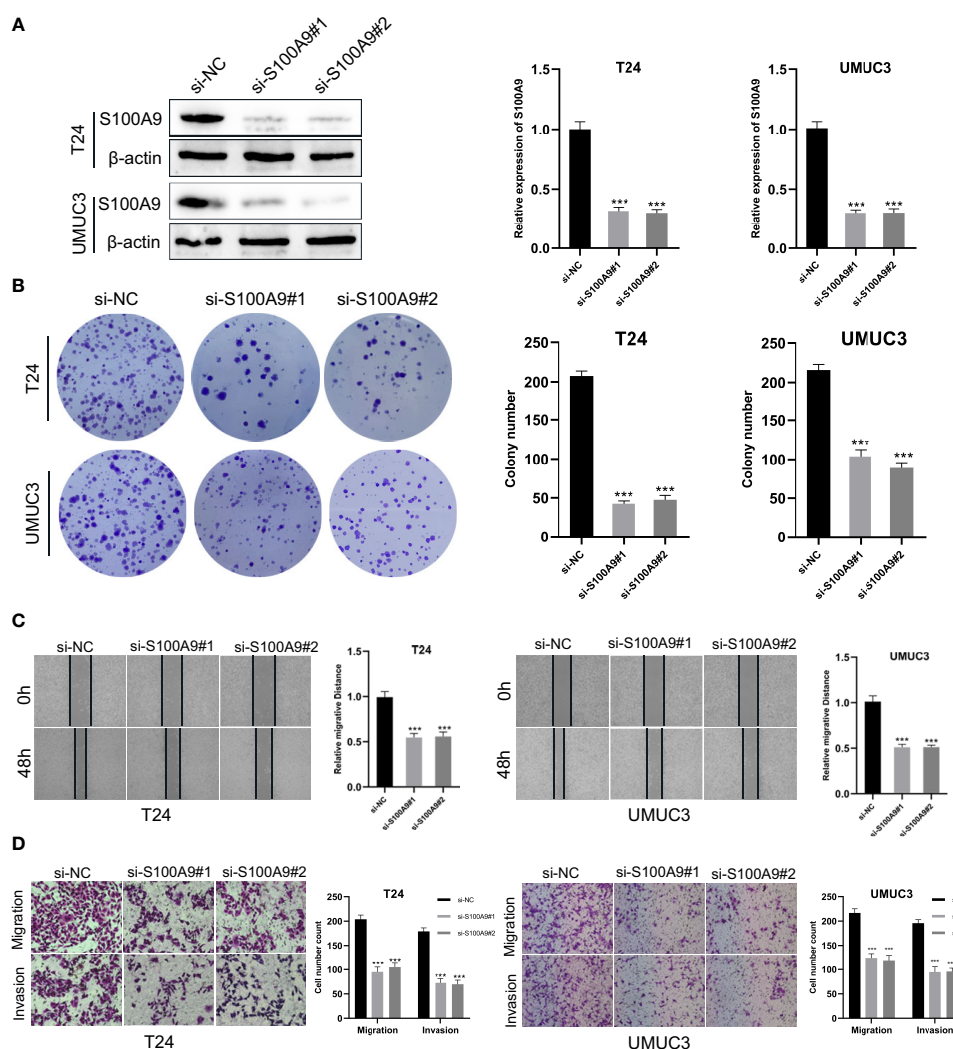 A
si-NC
si-S100A9#1
si-S100A9#2
T24
S100A9
β-actin
UMUC3
S100A9
β-actin
T24
Relative expression of S100A9
1.5
1.0
0.5
0.0
***
***
si-NC
si-S100A9#1
si-S100A9#2
UMUC3
Relative expression of S100A9
1.5
1.0
0.5
0.0
***
***
si-NC
si-S100A9#1
si-S100A9#2
B
si-NC
si-S100A9#1
si-S100A9#2
T24
UMUC3
T24
Colony number
250
200
150
100
50
0
***
***
si-NC
si-S100A9#1
si-S100A9#2
UMUC3
Colony number
250
200
150
100
50
0
***
***
si-NC
si-S100A9#1
si-S100A9#2
C
si-NC
si-S100A9#1
si-S100A9#2
0h
48h
T24
T24
Relative migrative Distance
1.5
1.0
0.5
0.0
***
***
si-NC
si-S100A9#1
si-S100A9#2
si-NC
si-S100A9#1
si-S100A9#2
0h
48h
UMUC3
UMUC3
Relative migrative Distance
1.5
1.0
0.5
0.0
***
***
si-NC
si-S100A9#1
si-S100A9#2
D
si-NC
si-S100A9#1
si-S100A9#2
Migration
Invasion
T24
T24
Cell number count
250
200
150
100
50
0
***
***
***
***
Migration
Invasion
si-NC
si-S100A9#1
si-S100A9#2
si-NC
si-S100A9#1
si-S100A9#2
Migration
Invasion
UMUC3
UMUC3
Cell number count
250
200
150
100
50
0
***
***
***
Migration